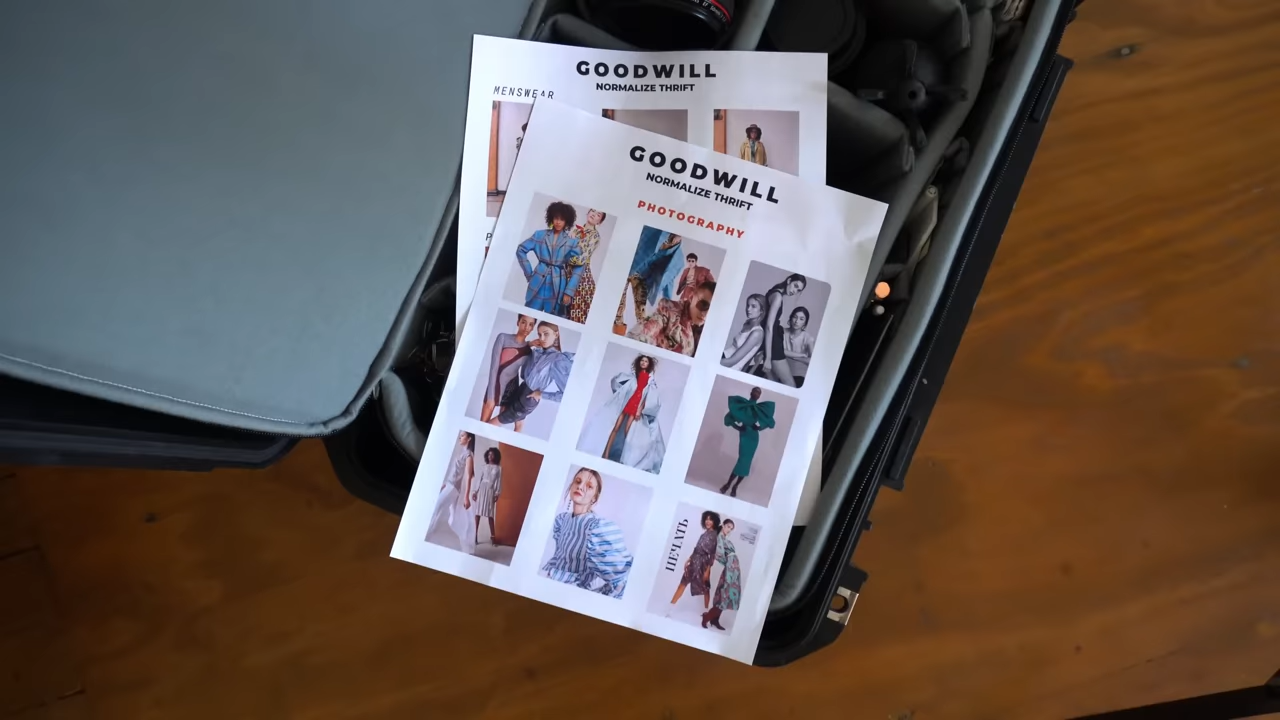 GOODWILL
NORMALIZE THRIFT
MENSWEAR
GOODWILL
NORMALIZE THRIFT
PHOTOGRAPHY
ПЕЧАТЬ